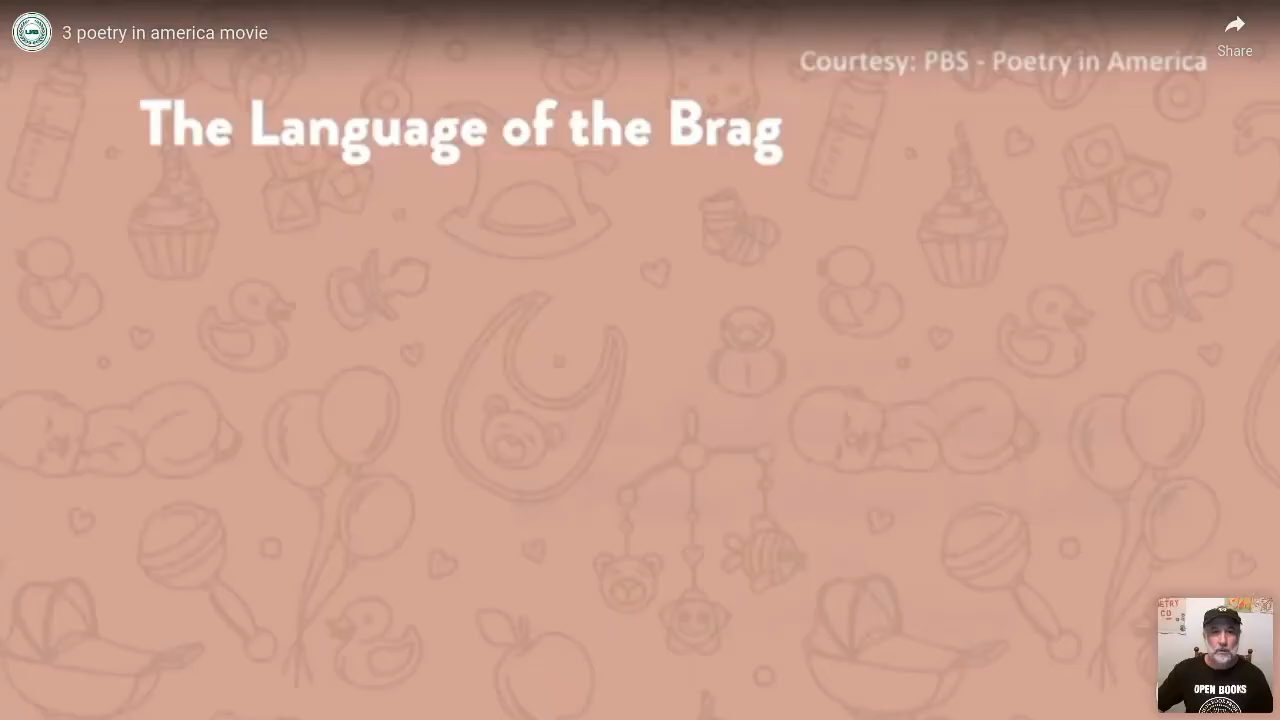 3 poetry in america movie
Share
Courtesy: PBS - Poetry in America
The Language of the Brag
OPEN BOOKS